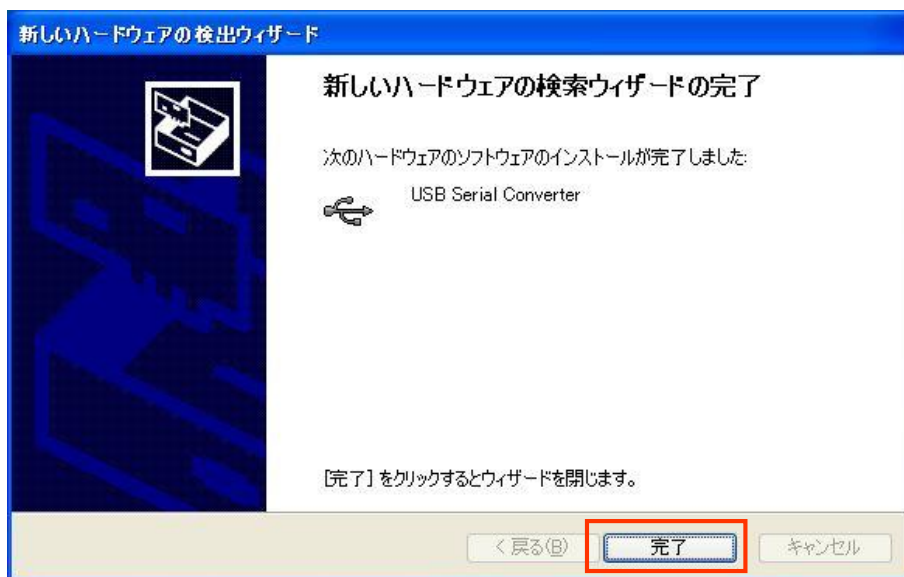 新しいハードウェアの検出ウィザード
新しいハードウェアの検索ウィザードの完了
次のハードウェアのソフトウェアのインストールが完了しました:
USB Serial Converter
[完了] をクリックするとウィザードを閉じます。
< 戻る(B)
完了
キャンセル